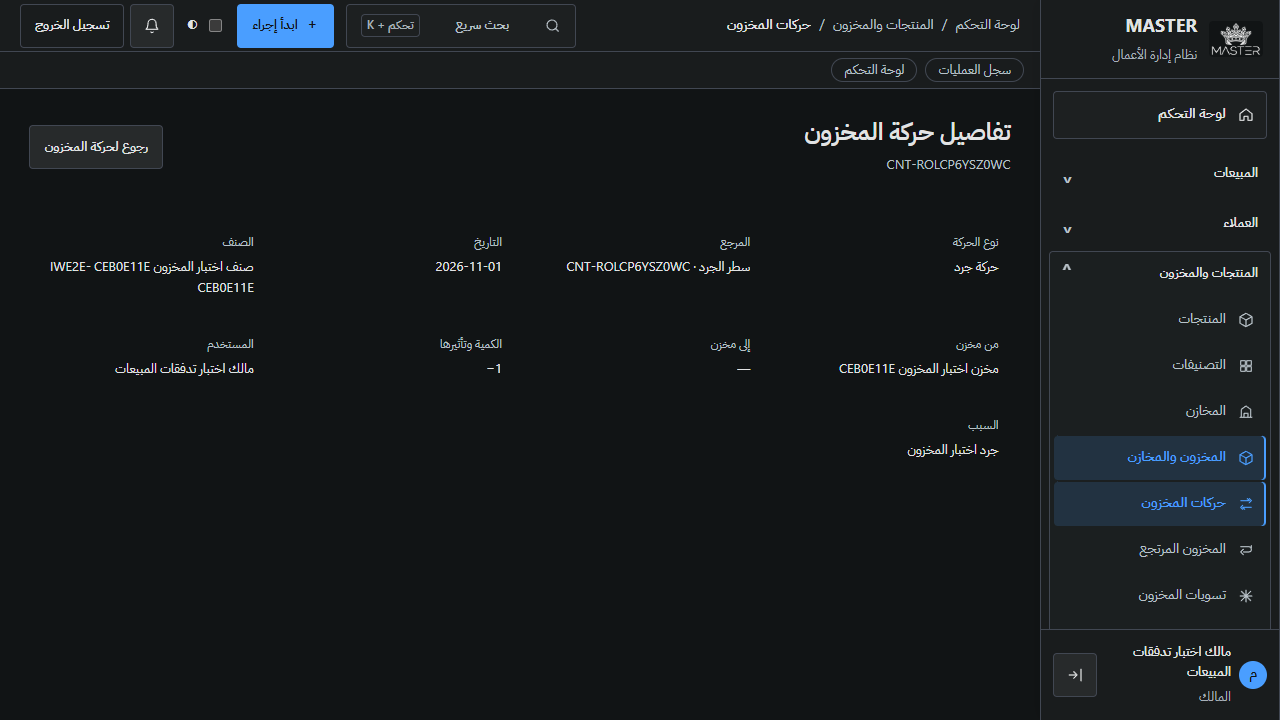 MASTER
نظام إدارة الأعمال
MASTER
لوحة التحكم
المبيعات
العملاء
المنتجات والمخزون
المنتجات
التصنيفات
المخازن
المخزون والمخازن
حركات المخزون
المخزون المرتجع
تسويات المخزون
مالك اختبار تدفقات المبيعات
المالك
م
لوحة التحكم / المنتجات والمخزون / حركات المخزون
بحث سريع
تحكم + K
+ ابدأ إجراء
تسجيل الخروج
سجل العمليات
لوحة التحكم
تفاصيل حركة المخزون
CNT-ROLCP6YSZ0WC
رجوع لحركة المخزون
نوع الحركة
حركة جرد
المرجع
سطر الجرد · CNT-ROLCP6YSZ0WC
التاريخ
2026-11-01
الصنف
صنف اختبار المخزون IWE2E- CEB0E11E
CEB0E11E
من مخزن
مخزن اختبار المخزون CEB0E11E
إلى مخزن
—
الكمية وتأثيرها
−1
المستخدم
مالك اختبار تدفقات المبيعات
السبب
جرد اختبار المخزون